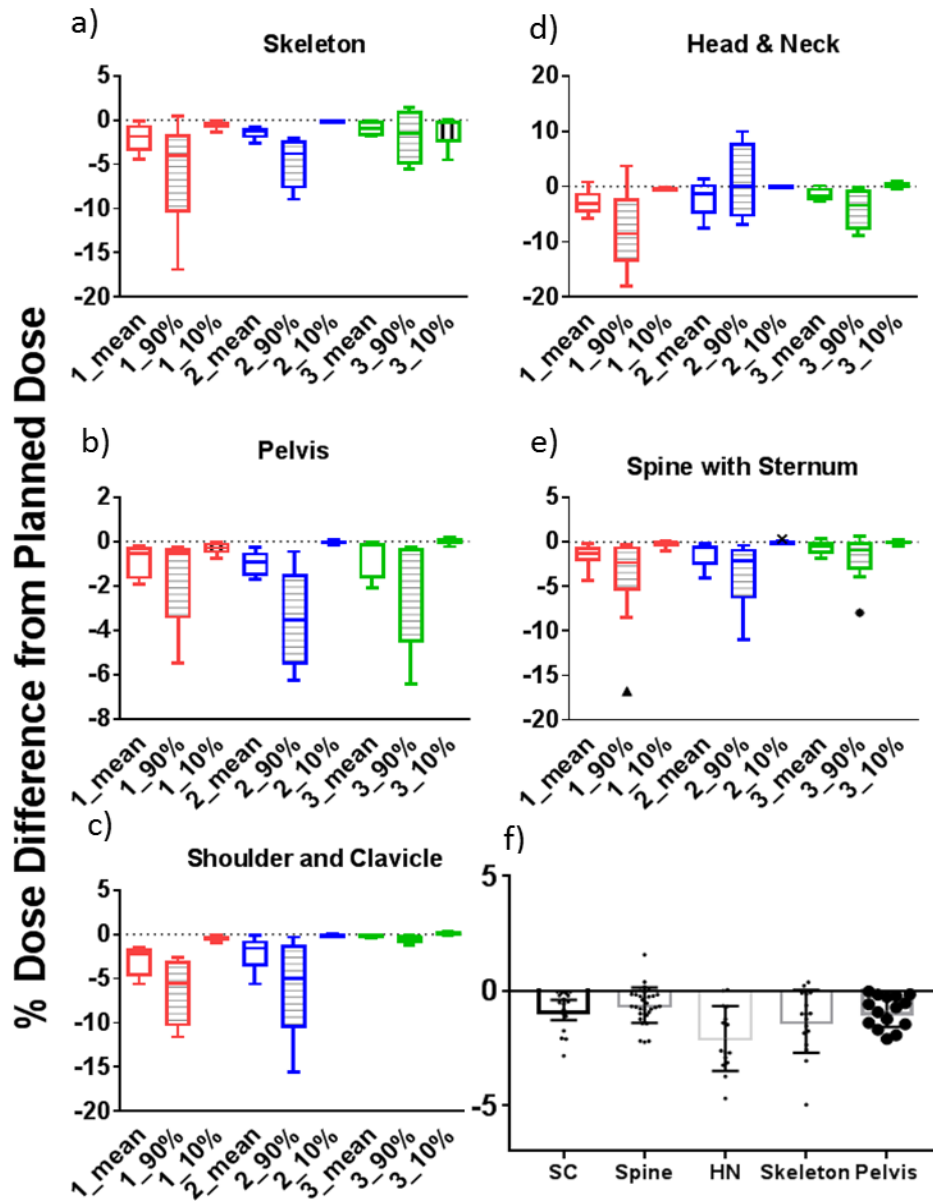 % Dose Difference from Planned Dose
a)
Skeleton
5
0
-5
-10
-15
-20
1_mean
1_90%
1_10%
2_mean
2_90%
2_10%
3_mean
3_90%
3_10%
b)
Pelvis
2
0
-2
-4
-6
-8
1_mean
1_90%
1_10%
2_mean
2_90%
2_10%
3_mean
3_90%
3_10%
c)
Shoulder and Clavicle
5
0
-5
-10
-15
-20
1_mean
1_90%
1_10%
2_mean
2_90%
2_10%
3_mean
3_90%
3_10%
d)
Head & Neck
20
10
0
-10
-20
1_mean
1_90%
1_10%
2_mean
2_90%
2_10%
3_mean
3_90%
3_10%
e)
Spine with Sternum
5
0
-5
-10
-15
-20
1_mean
1_90%
1_10%
2_mean
2_90%
2_10%
3_mean
3_90%
3_10%
f)
5
0
-5
SC Spine HN Skeleton Pelvis